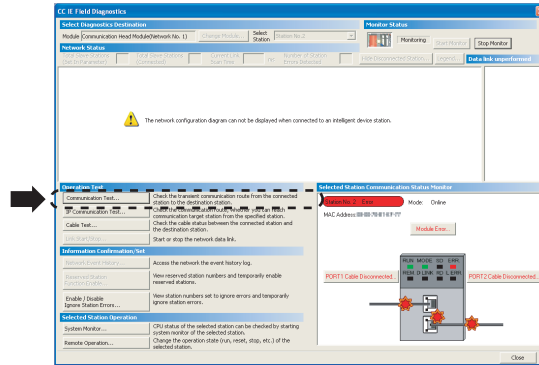 CC IE Field Diagnostics
Select Diagnostics Destination
Monitor Status
Module Communication Head Module(Network No. 1) Change Module... Select Station Station No.2
Monitoring Start Monitor Stop Monitor
Network Status
Total Slave Stations (Set In Parameter) Total Slave Stations (Connected) Current Link Scan Time Number of Station Errors Detected
Hide Disconnected Station... Legend... Data link unperformed
The network configuration diagram can not be displayed when connected to an intelligent device station.
Operation Test
Communication Test...
Check the transient communication route from the connected
station to the destination station.
IP Communication Test...
communication target station from the specified station.
Cable Test...
Check the cable status between the connected station and
the destination station.
Link Start/Stop...
Start or stop the network data link.
Information Confirmation/Set
Network Event History...
Access the network the event history log.
Reserved Station
Function Enable...
View reserved station numbers and temporarily enable
reserved stations.
Enable / Disable
Ignore Station Errors...
View station numbers set to ignore errors and temporarily
ignore station errors.
Selected Station Operation
System Monitor...
CPU status of the selected station can be checked by starting
system monitor of the selected station.
Remote Operation...
Change the operation state (run, reset, stop, etc.) of the
selected station.
Selected Station Communication Status Monitor
Station No. 2 Error Mode: Online
MAC Address:
Module Error...
RUN MODE SD ERR.
REM D LINK RD L ERR.
PORT1 Cable Disconnected...
PORT2 Cable Disconnected...
Close